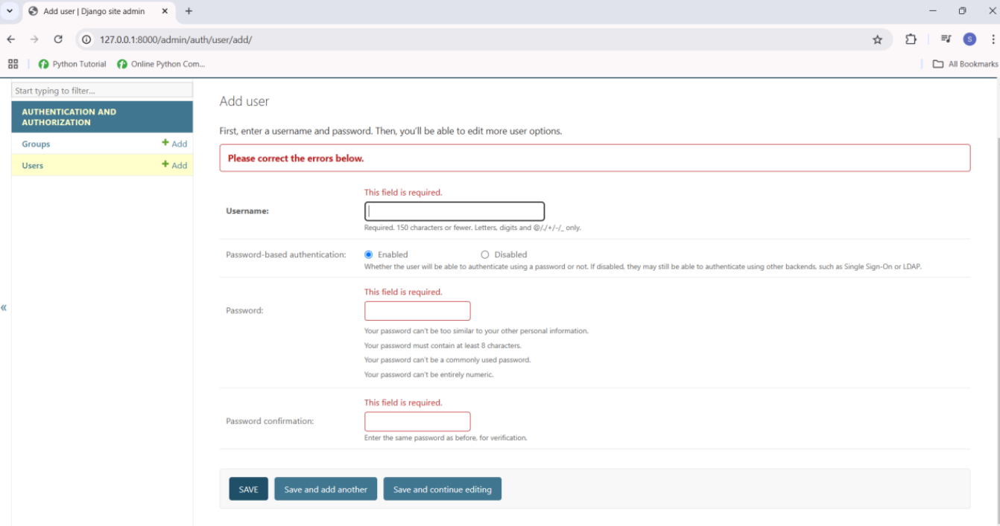 Add user | Django site admin
127.0.0.1:8000/admin/auth/user/add/
S
Python Tutorial
Online Python Com...
All Bookmarks
Start typing to filter...
AUTHENTICATION AND
AUTHORIZATION
Groups + Add
Users + Add
«
Add user
First, enter a username and password. Then, you’ll be able to edit more user options.
Please correct the errors below.
This field is required.
Username:
Required. 150 characters or fewer. Letters, digits and @/./+/-/_ only.
Password-based authentication: Enabled Disabled
Whether the user will be able to authenticate using a password or not. If disabled, they may still be able to authenticate using other backends, such as Single Sign-On or LDAP.
This field is required.
Password:
Your password can’t be too similar to your other personal information.
Your password must contain at least 8 characters.
Your password can’t be a commonly used password.
Your password can’t be entirely numeric.
This field is required.
Password confirmation:
Enter the same password as before, for verification.
SAVE Save and add another Save and continue editing